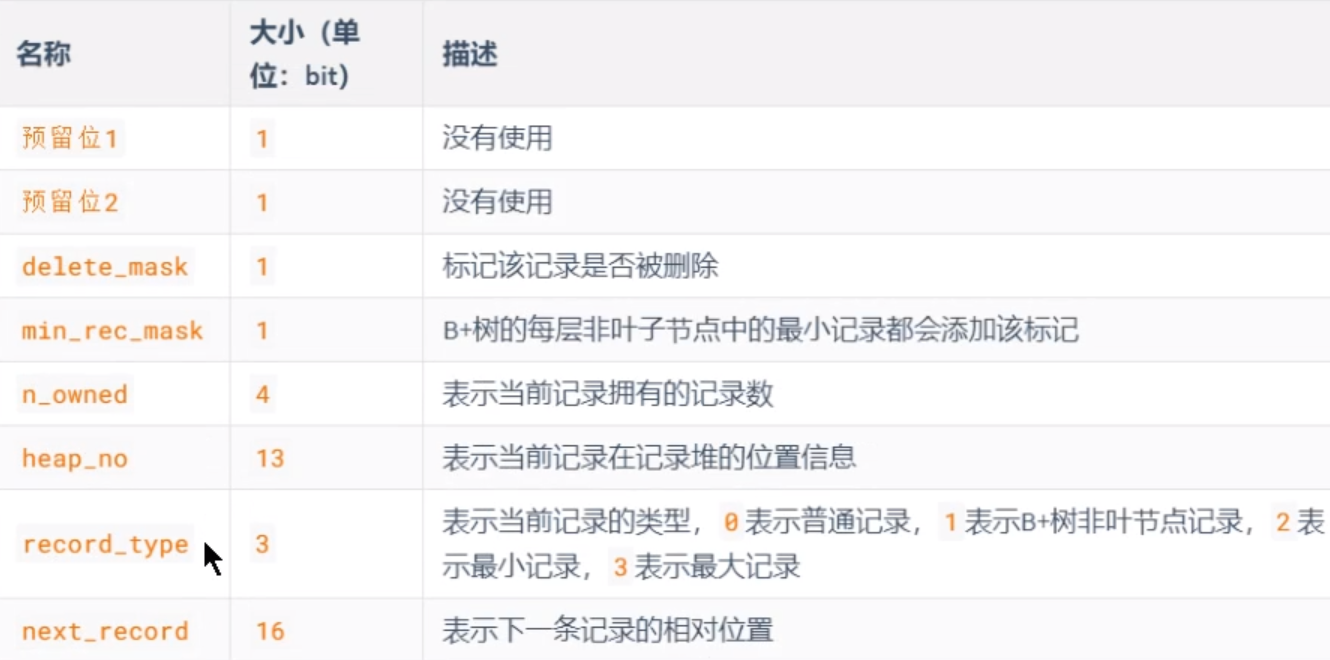 名称 大小（单位：bit） 描述
预留位1 1 没有使用
预留位2 1 没有使用
delete_mask 1 标记该记录是否被删除
min_rec_mask 1 B+树的每层非叶子节点中的最小记录都会添加该标记
n_owned 4 表示当前记录拥有的记录数
heap_no 13 表示当前记录在记录堆的位置信息
record_type 3 表示当前记录的类型，0表示普通记录，1表示B+树非叶节点记录，2表
示最小记录，3表示最大记录
next_record 16 表示下一条记录的相对位置